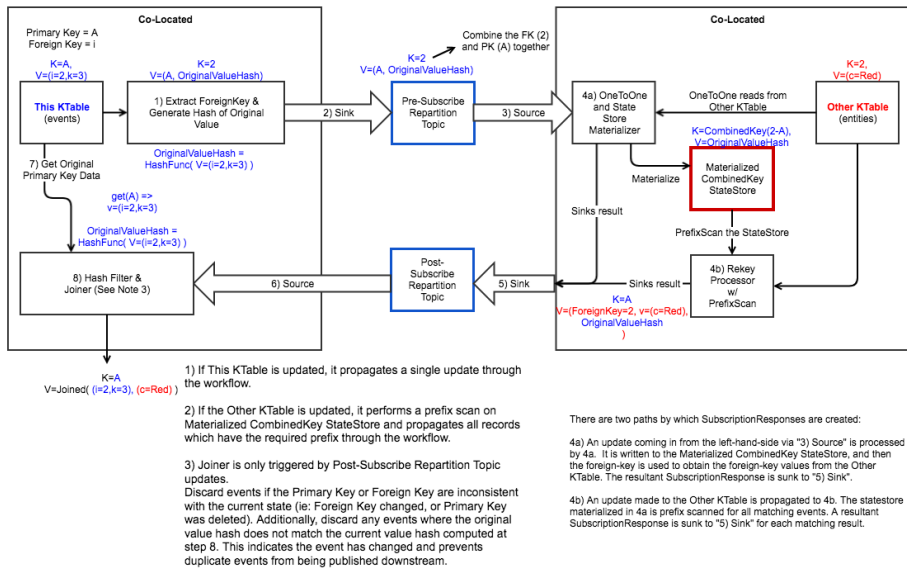 Co-Located
Primary Key = A
Foreign Key = i
K=A,
V=(i=2,k=3)
This KTable
(events)
K=2
V=(A, OriginalValueHash)
1) Extract ForeignKey &
Generate Hash of Original
Value
OriginalValueHash =
HashFunc( V=(i=2,k=3) )
7) Get Original
Primary Key Data
get(A) =>
v=(i=2,k=3)
OriginalValueHash =
HashFunc( V=(i=2,k=3) )
8) Hash Filter &
Joiner (See Note 3)
K=A
V=Joined( (i=2,k=3), (c=Red) )
2) Sink
Combine the FK (2)
and PK (A) together
K=2
V=(A, OriginalValueHash)
Pre-Subscribe
Repartition
Topic
3) Source
6) Source
Post-
Subscribe
Repartition
Topic
5) Sink
Co-Located
4a) OneToOne
and State
Store
Materializer
OneToOne reads from
Other KTable
K=2,
V=(c=Red)
Other KTable
(entities)
K=CombinedKey(2-A),
V=OriginalValueHash
Materialize
Materialized
CombinedKey
StateStore
Sinks result
PrefixScan the StateStore
4b) Rekey
Processor
w/
PrefixScan
Sinks result
K=A
V=(ForeignKey=2, v=(c=Red),
OriginalValueHash
)
1) If This KTable is updated, it propagates a single update through
the workflow.
2) If the Other KTable is updated, it performs a prefix scan on
Materialized CombinedKey StateStore and propagates all records
which have the required prefix through the workflow.
3) Joiner is only triggered by Post-Subscribe Repartition Topic
updates.
Discard events if the Primary Key or Foreign Key are inconsistent
with the current state (ie: Foreign Key changed, or Primary Key
was deleted). Additionally, discard any events where the original
value hash does not match the current value hash computed at
step 8. This indicates the event has changed and prevents
duplicate events from being published downstream.
There are two paths by which SubscriptionResponses are created:
4a) An update coming in from the left-hand-side via "3) Source" is processed
by 4a. It is written to the Materialized CombinedKey StateStore, and then
the foreign-key is used to obtain the foreign-key values from the Other
KTable. The resultant SubscriptionResponse is sunk to "5) Sink".
4b) An update made to the Other KTable is propagated to 4b. The statestore
materialized in 4a is prefix scanned for all matching events. A resultant
SubscriptionResponse is sunk to "5) Sink" for each matching result.